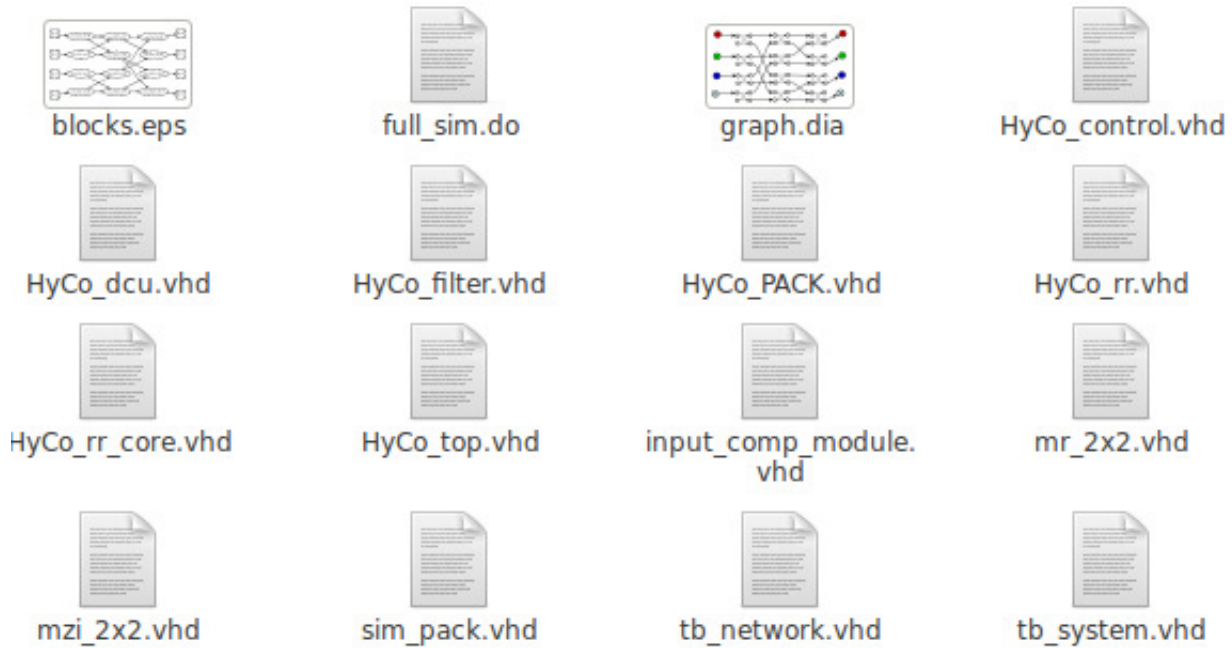 blocks.eps
full_sim.do
graph.dia
HyCo_control.vhd
HyCo_dcu.vhd
HyCo_filter.vhd
HyCo_PACK.vhd
HyCo_rr.vhd
HyCo_rr_core.vhd
HyCo_top.vhd
input_comp_module.
vhd
mr_2x2.vhd
mzi_2x2.vhd
sim_pack.vhd
tb_network.vhd
tb_system.vhd